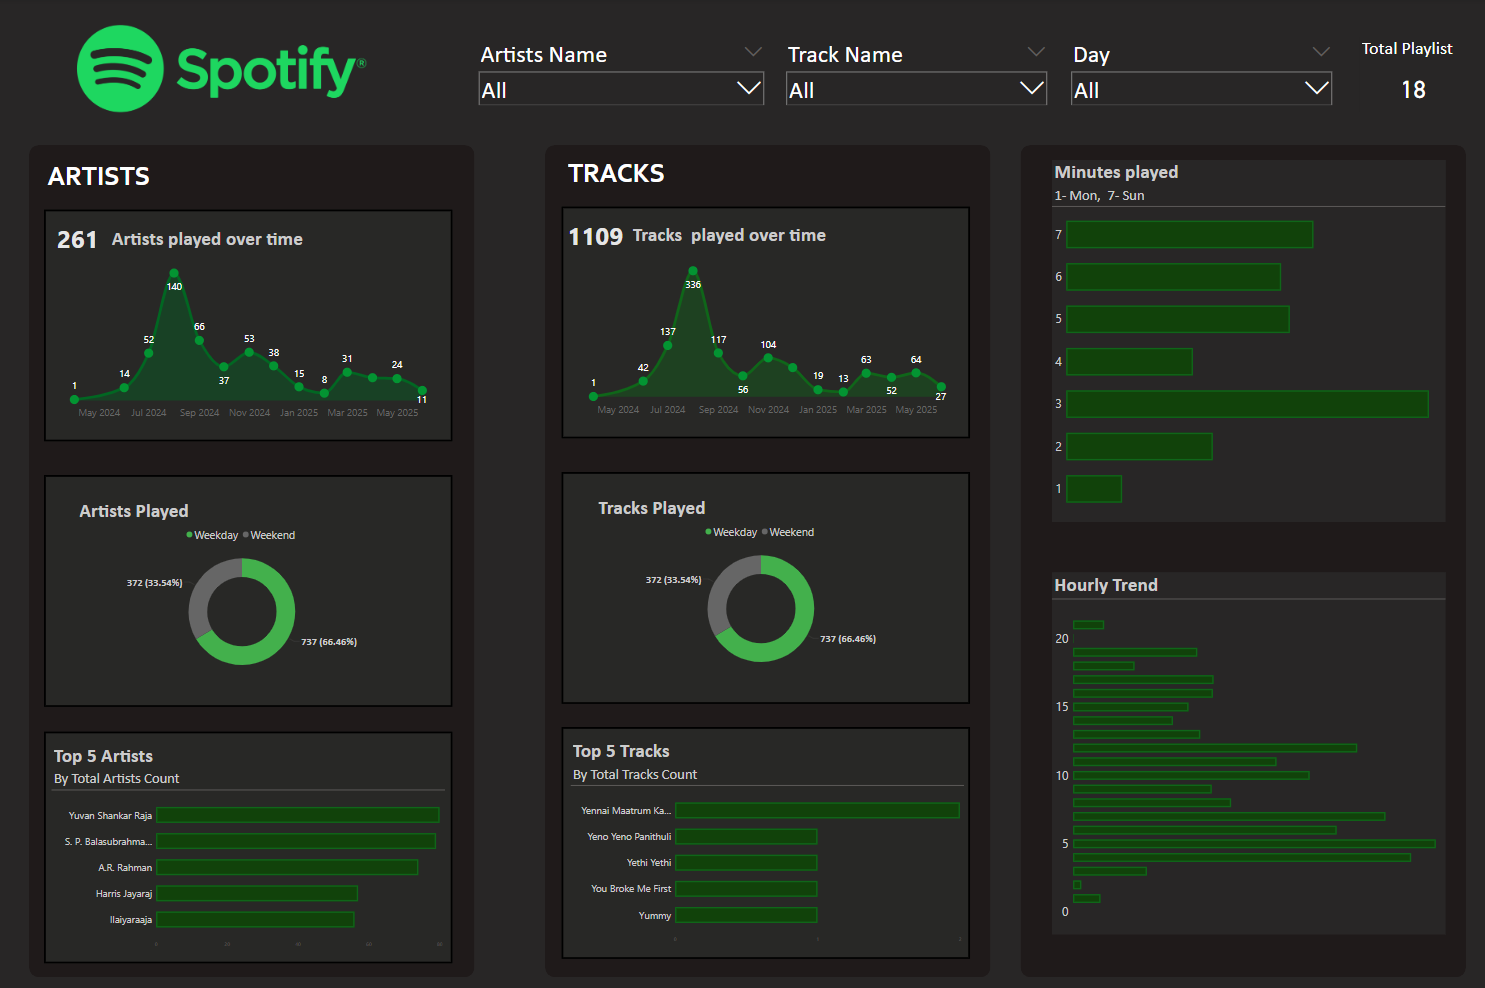 Spotify®
Artists Name
All
Track Name
All
Day
All
Total Playlist
18
ARTISTS
261 Artists played over time
140
66
52
53
38
37
31
24
14
15
8
1
11
May 2024 Jul 2024 Sep 2024 Nov 2024 Jan 2025 Mar 2025 May 2025
Artists Played
Weekday Weekend
372 (33.54%)
737 (66.46%)
Top 5 Artists
By Total Artists Count
Yuvan Shankar Raja
S. P. Balasubrahma...
A.R. Rahman
Harris Jayaraj
Ilaiyaraaja
TRACKS
1109 Tracks played over time
336
137
117
104
63
64
42
56
52
19
13
1
27
May 2024 Jul 2024 Sep 2024 Nov 2024 Jan 2025 Mar 2025 May 2025
Tracks Played
Weekday Weekend
372 (33.54%)
737 (66.46%)
Top 5 Tracks
By Total Tracks Count
Yennai Maatrum Ka...
Yeno Yeno Panithuli
Yethi Yethi
You Broke Me First
Yummy
Minutes played
1- Mon, 7- Sun
7
6
5
4
3
2
1
Hourly Trend
20
15
10
5
0